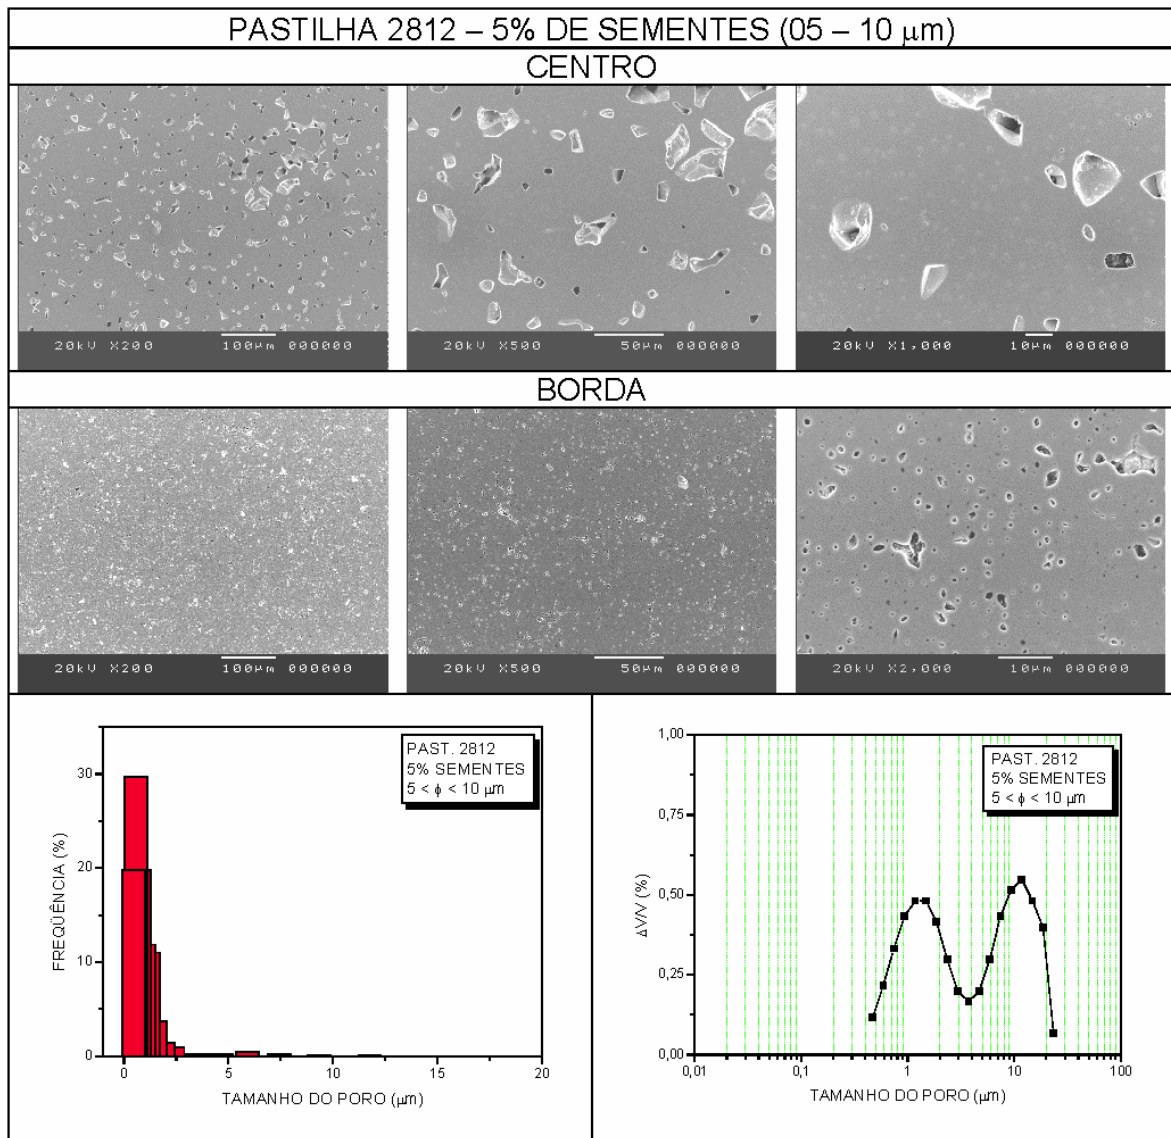 PASTILHA 2812 – 5% DE SEMENTES (05 – 10 μm)
CENTRO
20kV X200 100μm 000000
20kV X500 50μm 000000
20kV X1,000 10μm 000000
BORDA
20kV X200 100μm 000000
20kV X500 50μm 000000
20kV X2,000 10μm 000000
PAST. 2812
5% SEMENTES
5 < ϕ < 10 μm
FREQÜÊNCIA (%)
30
20
10
0
0 5 10 15 20
TAMANHO DO PORO (μm)
PAST. 2812
5% SEMENTES
5 < ϕ < 10 μm
ΔV/V (%)
1,00
0,75
0,50
0,25
0,00
0,01 0,1 1 10 100
TAMANHO DO PORO (μm)